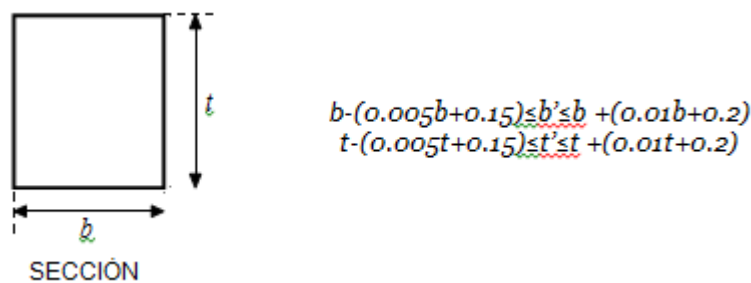 t
b-(0.005b+0.15)≤b’≤b +(0.01b+0.2)
t-(0.005t+0.15)≤t’≤t +(0.01t+0.2)
b
SECCIÓN